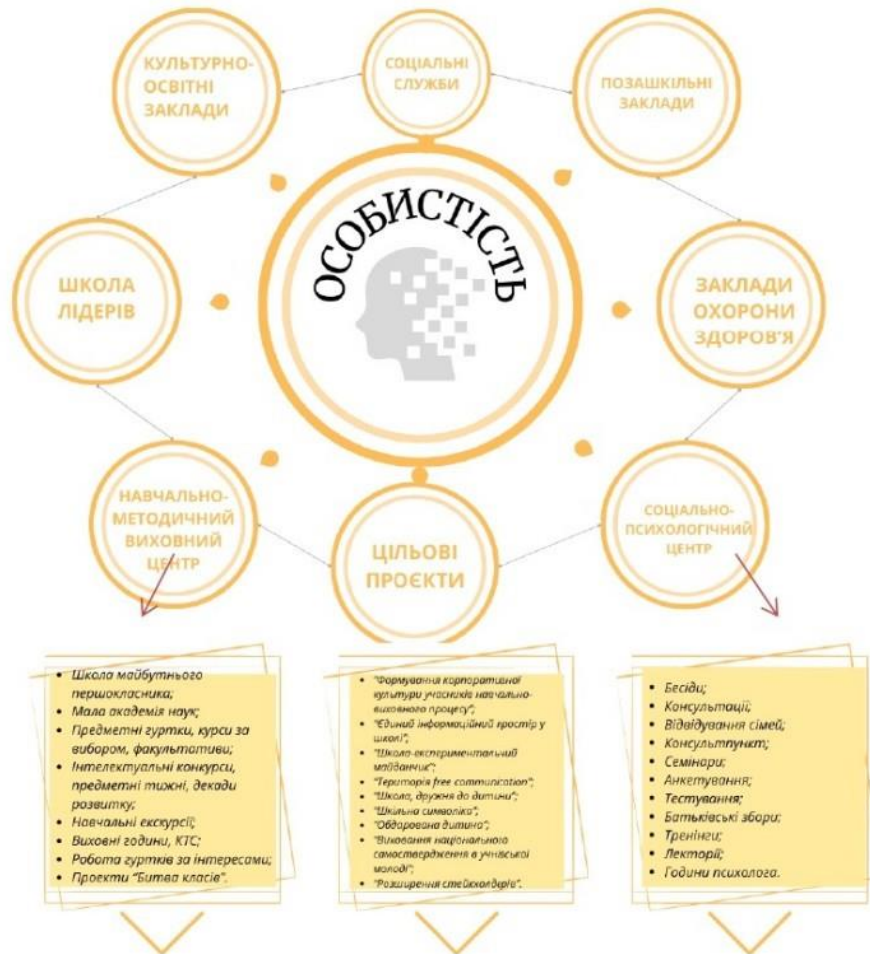 КУЛЬТУРНО-
ОСВІТНІ
ЗАКЛАДИ
СОЦІАЛЬНІ
СЛУЖБИ
ПОЗАШКІЛЬНІ
ЗАКЛАДИ
ОСОБИСТІСТЬ
ШКОЛА
ЛІДЕРІВ
ЗАКЛАДИ
ОХОРОНИ
ЗДОРОВ'Я
НАВЧАЛЬНО-
МЕТОДИЧНИЙ
ВИХОВНИЙ
ЦЕНТР
ЦІЛЬОВІ
ПРОЄКТИ
СОЦІАЛЬНО-
ПСИХОЛОГІЧНИЙ
ЦЕНТР
• Школа майбутнього
першокласника;
• Мала академія наук;
• Предметні гуртки, курси за
вибором, факультативи;
• Інтелектуальні конкурси,
предметні тижні, декади
розвитку;
• Навчальні екскурсії;
• Виховні години, КТС;
• Робота гуртків за інтересами;
• Проекти "Битва класів".
• "Формування корпоративної
культури учасників навчально-
виховного процесу";
• "Єдиний інформаційний простір у
школі";
• "Школа-експериментальний
майданчик";
• "Територія free communication";
• "Школа, дружня до дитини";
• "Шкільна символіка";
• "Обдарована дитина";
• "Виховання національного
самоствердження в учнівської
молоді";
• "Розширення стейкхолдерів".
• Бесіди;
• Консультації;
• Відвідування сімей;
• Консультпункт;
• Семінари;
• Анкетування;
• Тестування;
• Батьківські збори;
• Тренінги;
• Лекторії;
• Години психолога.